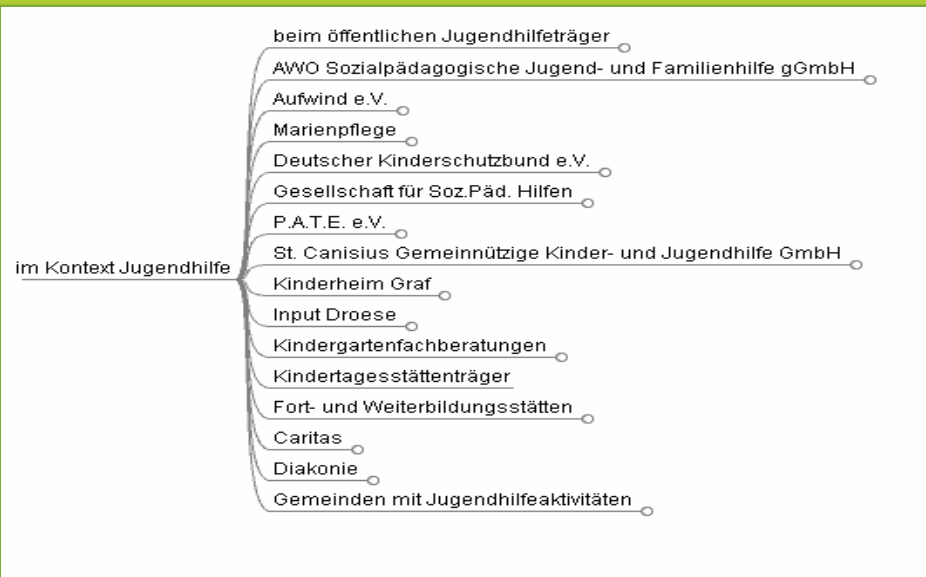 beim öffentlichen Jugendhilfeträger
AWO Sozialpädagogische Jugend- und Familienhilfe gGmbH
Aufwind e.V.
Marienpflege
Deutscher Kinderschutzbund e.V.
Gesellschaft für Soz.Päd. Hilfen
P.A.T.E. e.V.
St. Canisius Gemeinnützige Kinder- und Jugendhilfe GmbH
im Kontext Jugendhilfe
Kinderheim Graf
Input Droese
Kindergartenfachberatungen
Kindertagesstättenträger
Fort- und Weiterbildungsstätten
Caritas
Diakonie
Gemeinden mit Jugendhilfeaktivitäten